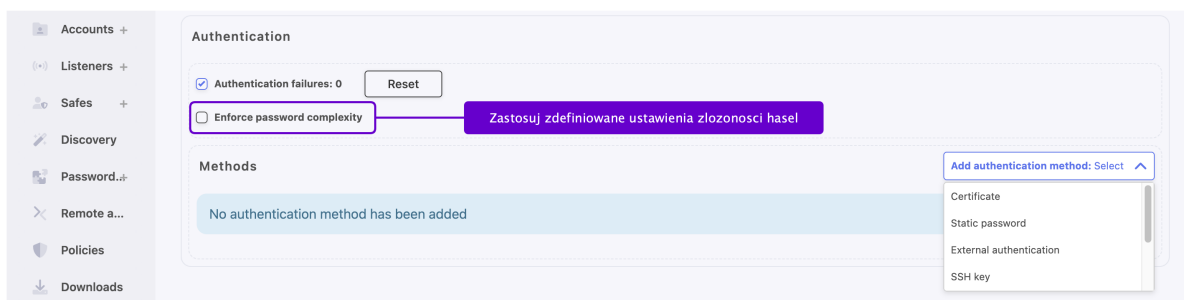 Accounts +
Authentication
Listeners +
Authentication failures: 0 Reset
Safes +
Enforce password complexity Zastosuj zdefiniowane ustawienia zlozonosci hasel
Discovery
Methods Add authentication method: Select
Password..+
Certificate
Remote a...
No authentication method has been added
Static password
Policies
External authentication
SSH key
Downloads